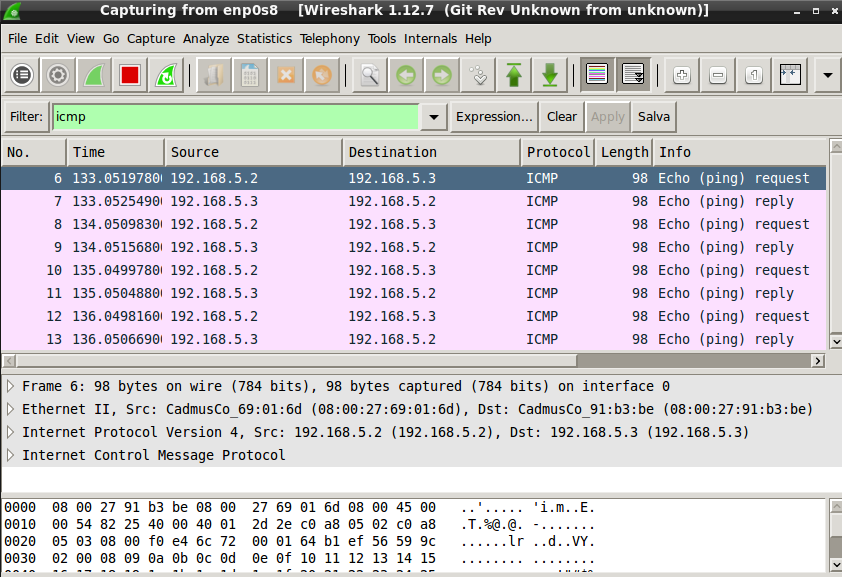 Capturing from enp0s8 [Wireshark 1.12.7 (Git Rev Unknown from unknown)]
File Edit View Go Capture Analyze Statistics Telephony Tools Internals Help
Filter: icmp Expression... Clear Apply Salva
No. Time Source Destination Protocol Length Info
6 133.05197800 192.168.5.2 192.168.5.3 ICMP 98 Echo (ping) request
7 133.05254900 192.168.5.3 192.168.5.2 ICMP 98 Echo (ping) reply
8 134.05098300 192.168.5.2 192.168.5.3 ICMP 98 Echo (ping) request
9 134.05156800 192.168.5.3 192.168.5.2 ICMP 98 Echo (ping) reply
10 135.04997800 192.168.5.2 192.168.5.3 ICMP 98 Echo (ping) request
11 135.05048800 192.168.5.3 192.168.5.2 ICMP 98 Echo (ping) reply
12 136.04981600 192.168.5.2 192.168.5.3 ICMP 98 Echo (ping) request
13 136.05066900 192.168.5.3 192.168.5.2 ICMP 98 Echo (ping) reply
Frame 6: 98 bytes on wire (784 bits), 98 bytes captured (784 bits) on interface 0
Ethernet II, Src: CadmusCo_69:01:6d (08:00:27:69:01:6d), Dst: CadmusCo_91:b3:be (08:00:27:91:b3:be)
Internet Protocol Version 4, Src: 192.168.5.2 (192.168.5.2), Dst: 192.168.5.3 (192.168.5.3)
Internet Control Message Protocol
0000 08 00 27 91 b3 be 08 00 27 69 01 6d 08 00 45 00 ..'..... 'i.m..E.
0010 00 54 82 25 40 00 40 01 2d 2e c0 a8 05 02 c0 a8 .T.%@.@. -.......
0020 05 03 08 00 f0 e4 6c 72 00 01 64 b1 ef 56 59 9c ......lr ..d..VY.
0030 02 00 08 09 0a 0b 0c 0d 0e 0f 10 11 12 13 14 15 ........ ........